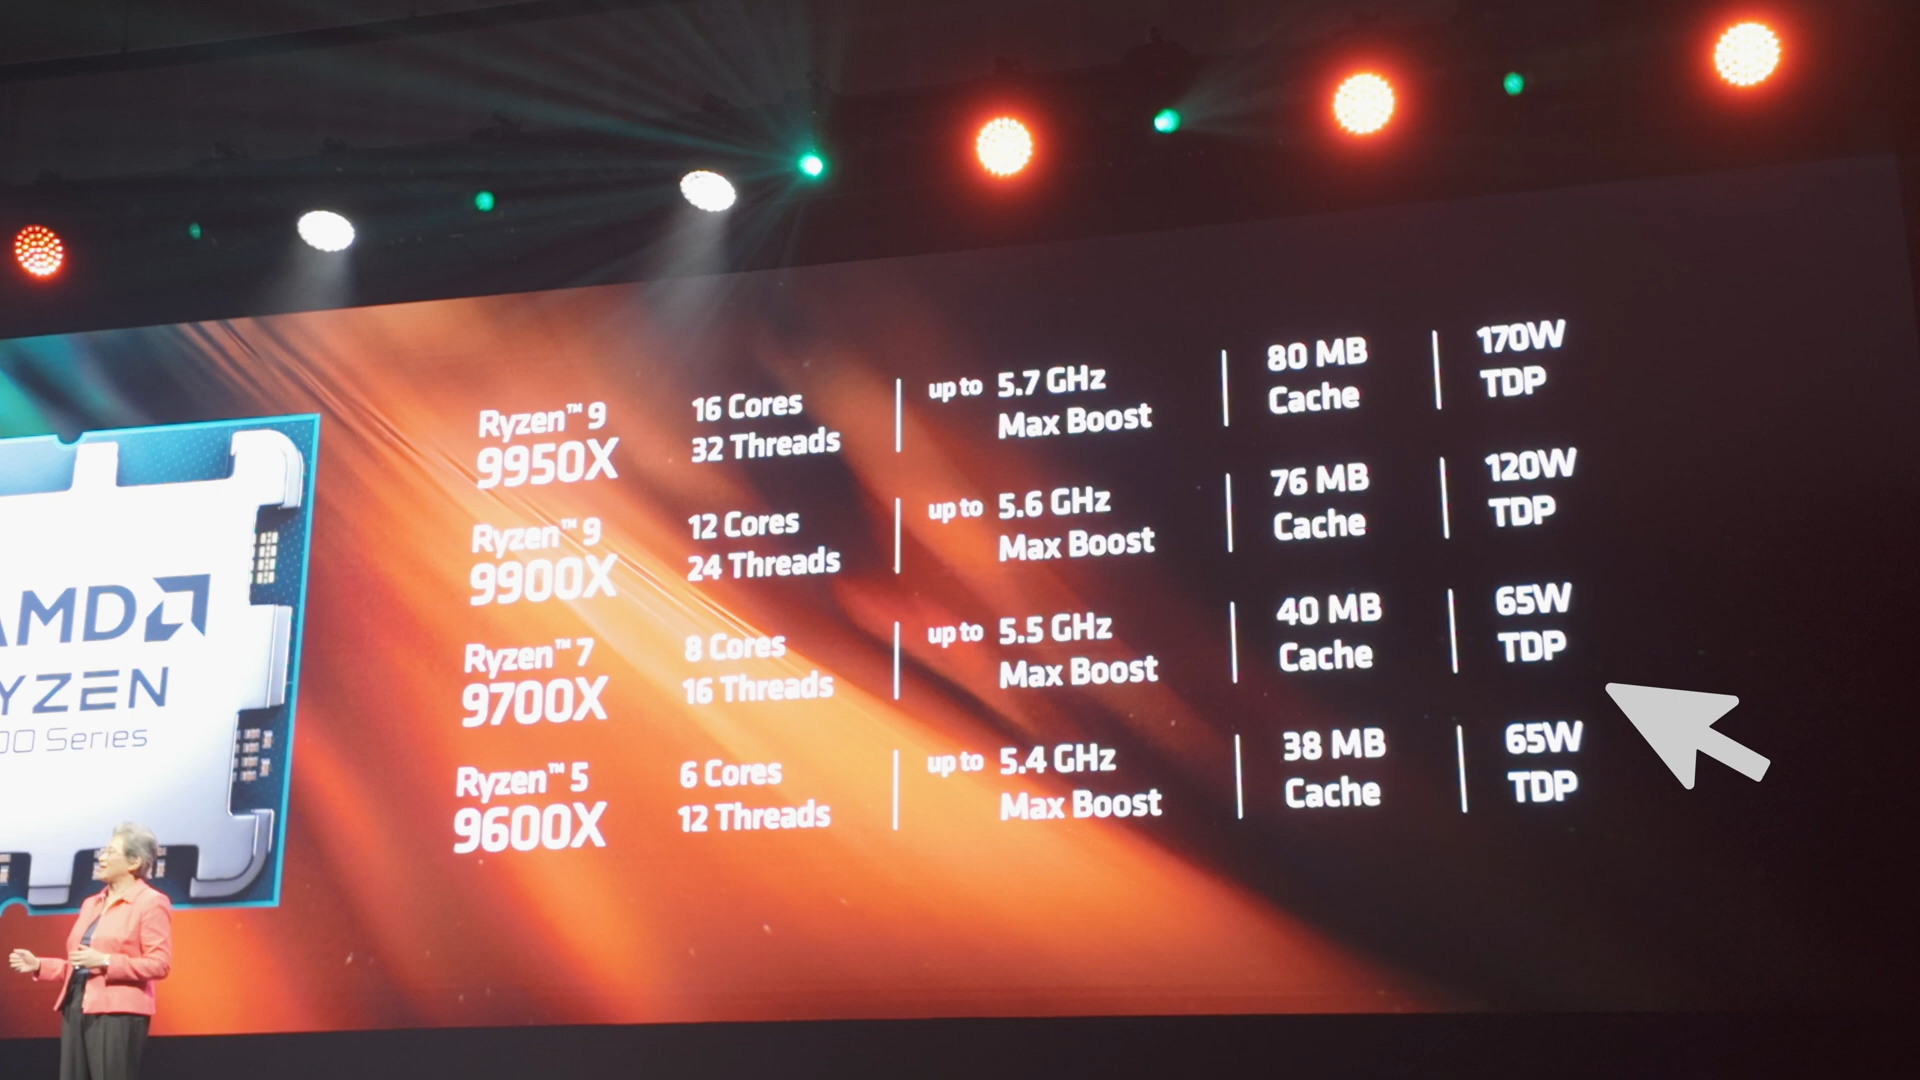 AMD
YZEN
00 Series
Ryzen™ 9
9950X
16 Cores
32 Threads
up to 5.7 GHz
Max Boost
80 MB
Cache
170W
TDP
Ryzen™ 9
9900X
12 Cores
24 Threads
up to 5.6 GHz
Max Boost
76 MB
Cache
120W
TDP
Ryzen™ 7
9700X
8 Cores
16 Threads
up to 5.5 GHz
Max Boost
40 MB
Cache
65W
TDP
Ryzen™ 5
9600X
6 Cores
12 Threads
up to 5.4 GHz
Max Boost
38 MB
Cache
65W
TDP